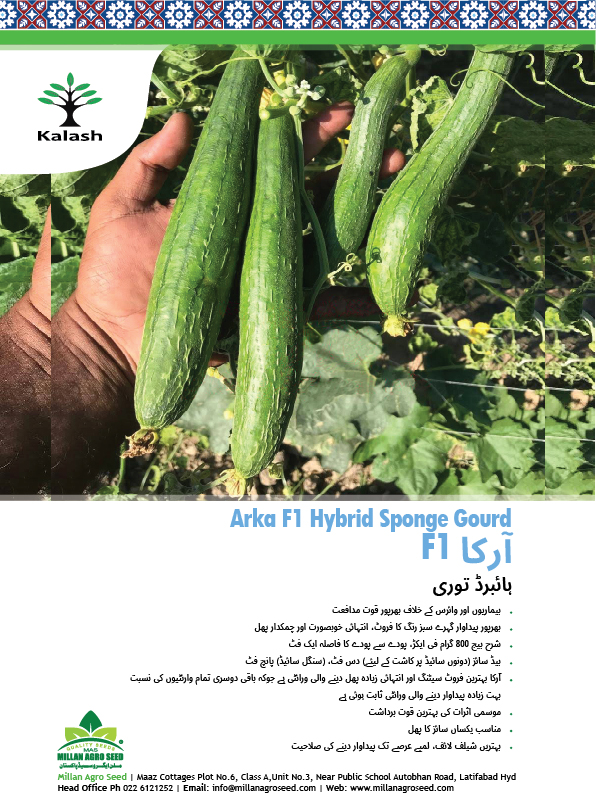 Kalash
Arka F1 Hybrid Sponge Gourd
آرکا F1
ہائبرڈ توری
• بیماریوں اور وائرس کے خلاف بھرپور قوت مدافعت
• بھرپور پیداوار گہرے سبز رنگ کا فروٹ، انتہائی خوبصورت اور چمکدار پھل
• شرح بیج 800 گرام فی ایکڑ، پودے سے پودے کا فاصلہ ایک فٹ
• بیڈ سائز (دونوں سائیڈ پر کاشت کے لیئے) دس فٹ، (سنگل سائیڈ) پانچ فٹ
• آرکا بہترین فروٹ سیٹنگ اور انتہائی زیادہ پھل دینے والی ورائٹی ہے جوکہ باقی دوسری تمام وارئٹیوں کی نسبت
بہت زیادہ پیداوار دینے والی ورائٹی ثابت ہوئی ہے
• موسمی اثرات کی بہترین قوت برداشت
• مناسب یکساں سائز کا پھل
• بہترین شیلف لائف، لمبے عرصے تک پیداوار دینے کی صلاحیت
QUALITY SEEDS
MAS
MILLAN AGRO SEED
Millan Agro Seed | Maaz Cottages Plot No.6, Class A,Unit No.3, Near Public School Autobhan Road, Latifabad Hyd
Head Office Ph 022 6121252 | Email: info@millanagroseed.com | Web: www.millanagroseed.com